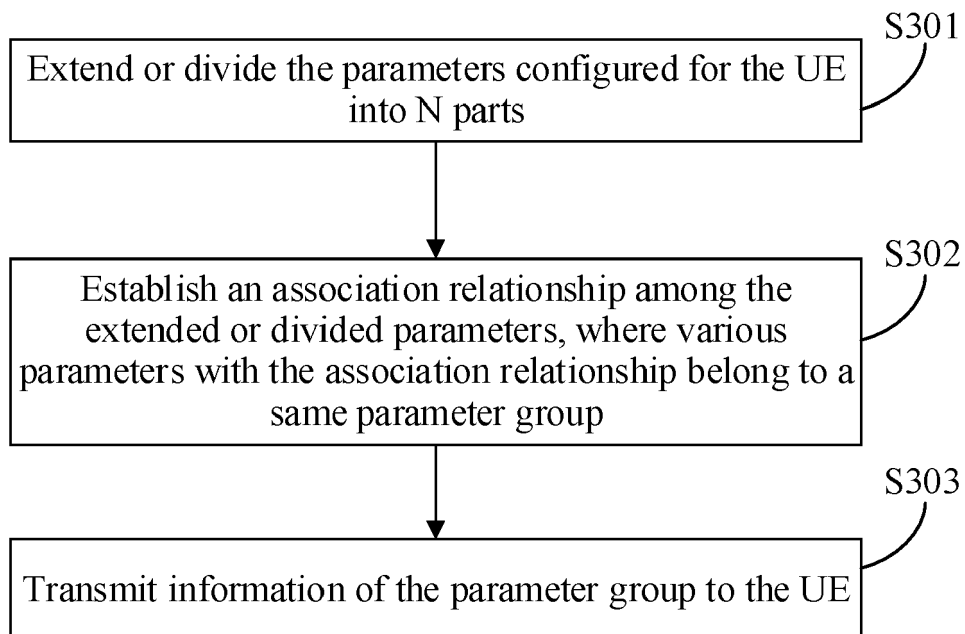 S301
Extend or divide the parameters configured for the UE
into N parts
S302
Establish an association relationship among the
extended or divided parameters, where various
parameters with the association relationship belong to a
same parameter group
S303
Transmit information of the parameter group to the UE